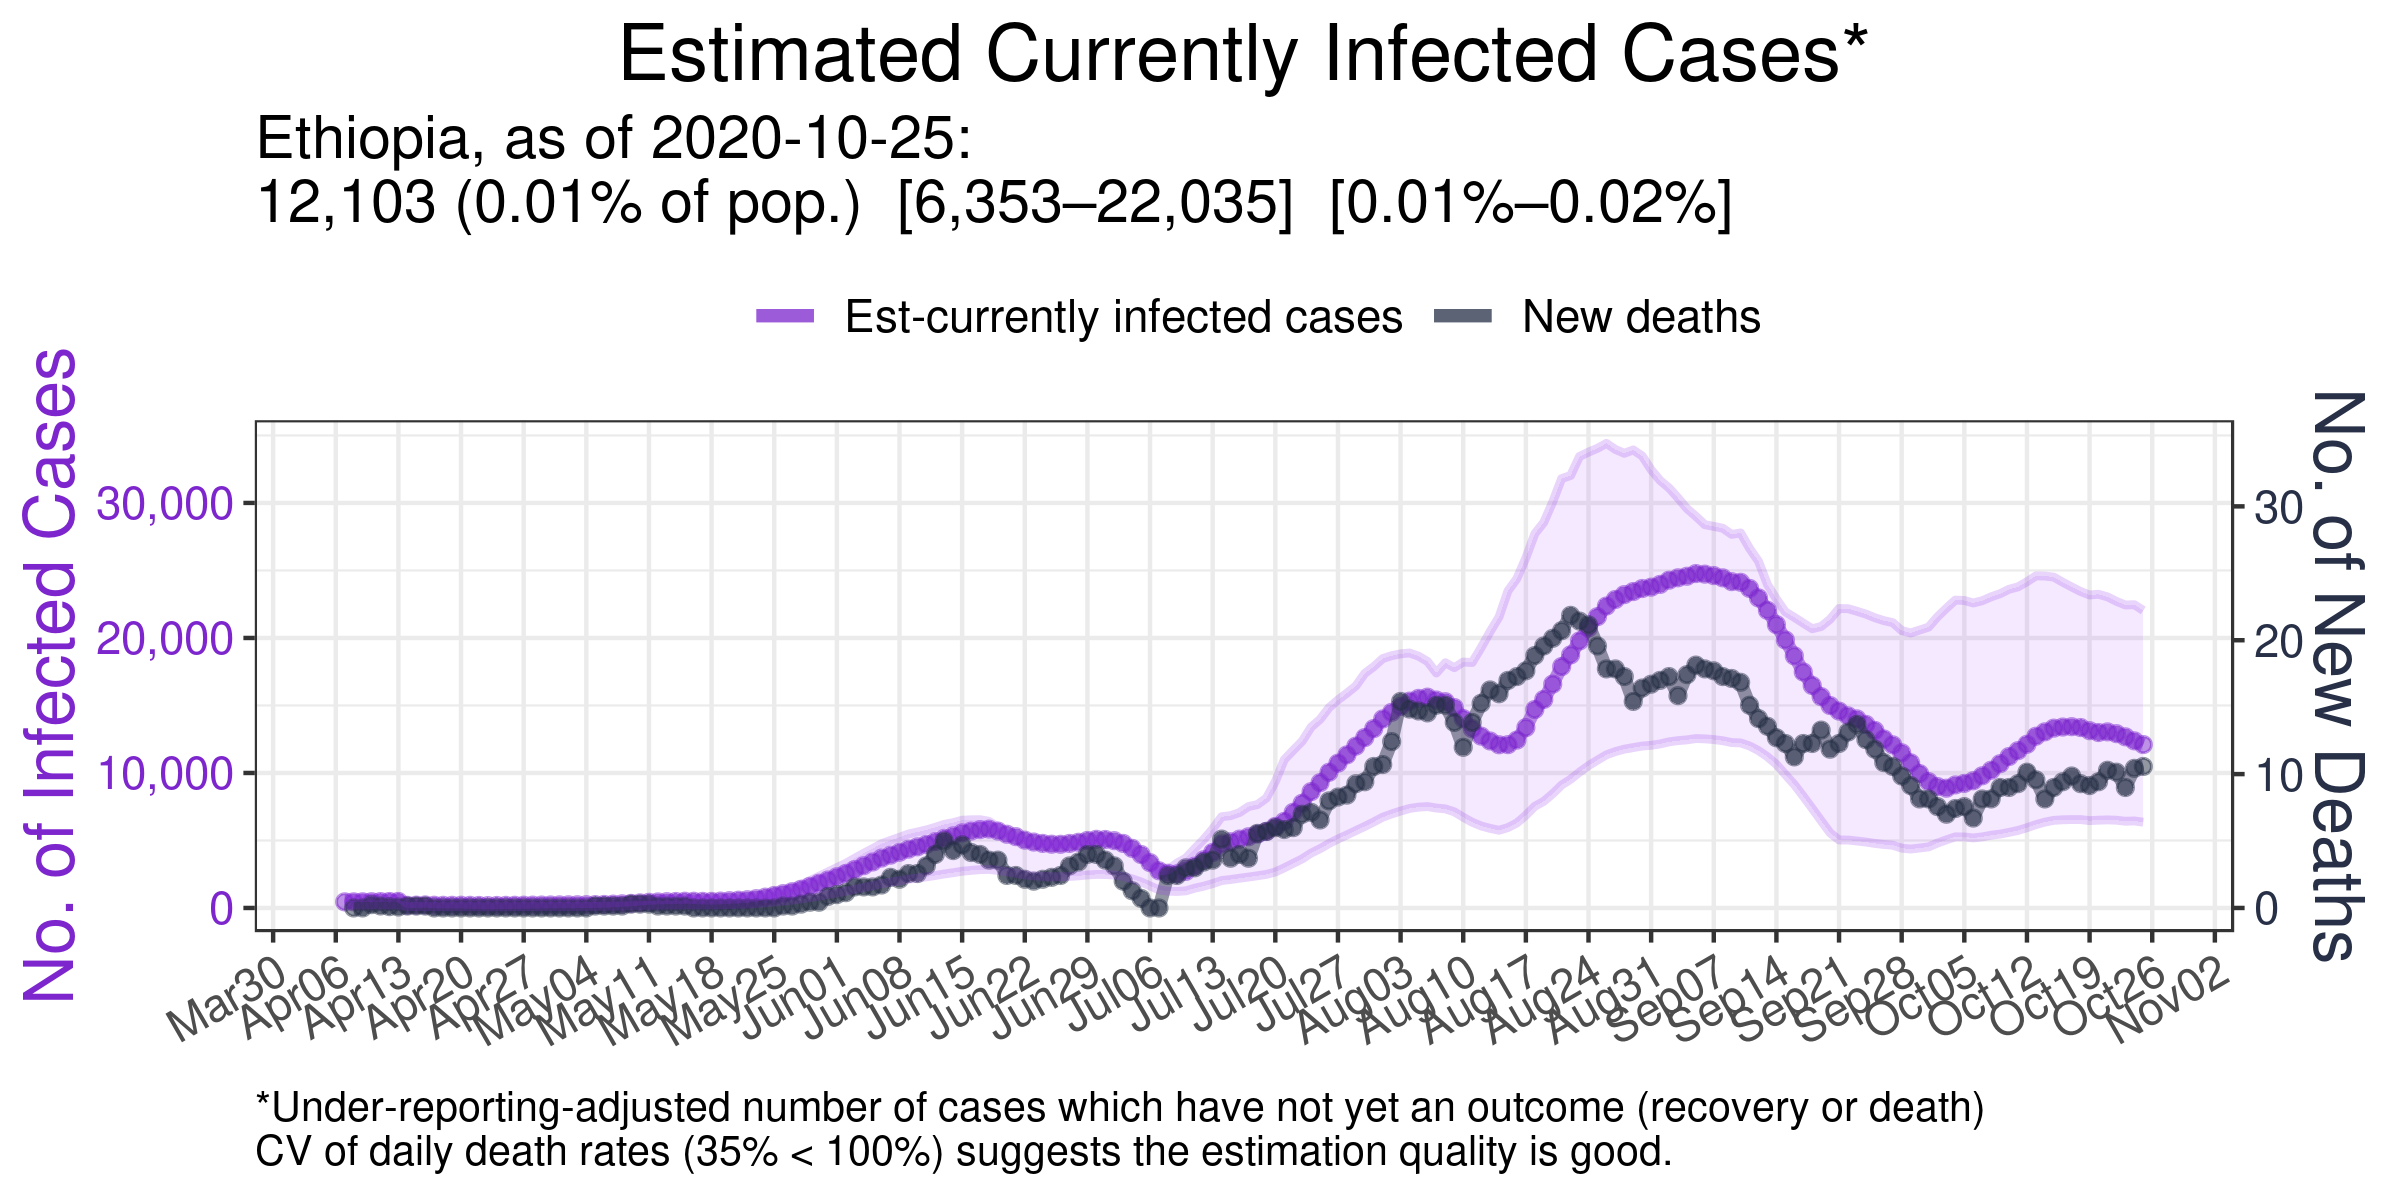 Estimated Currently Infected Cases*
Ethiopia, as of 2020-10-25:
12,103 (0.01% of pop.) [6,353–22,035] [0.01%–0.02%]
Est-currently infected cases
New deaths
No. of Infected Cases
30,000
20,000
10,000
0
No. of New Deaths
30
20
10
0
Mar30
Apr06
Apr13
Apr20
Apr27
May04
May11
May18
May25
Jun01
Jun08
Jun15
Jun22
Jun29
Jul06
Jul13
Jul20
Jul27
Aug03
Aug10
Aug17
Aug24
Aug31
Sep07
Sep14
Sep21
Sep28
Oct05
Oct12
Oct19
Oct26
Nov02
*Under-reporting-adjusted number of cases which have not yet an outcome (recovery or death)
CV of daily death rates (35% < 100%) suggests the estimation quality is good.